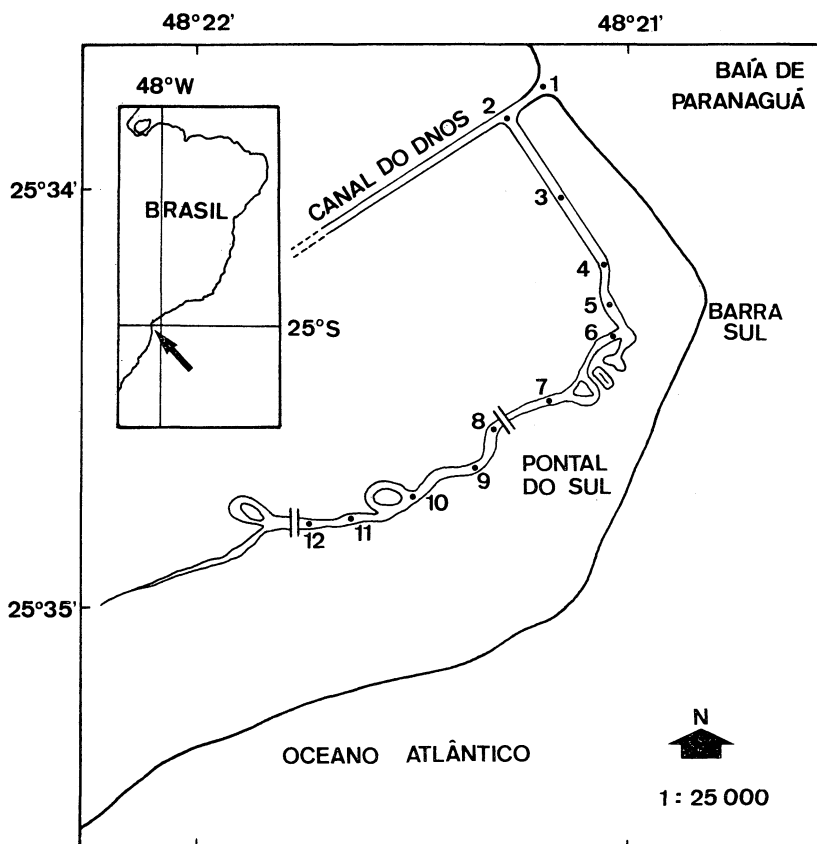 48°22'
48°21'
BAÍA DE
PARANAGUÁ
48°W
1
2
CANAL DO DNOS
25°34'
3
BRASIL
4
5
BARRA
SUL
25°S
6
7
8
PONTAL
DO SUL
9
10
11
12
25°35'
N
OCEANO ATLÂNTICO
1: 25 000